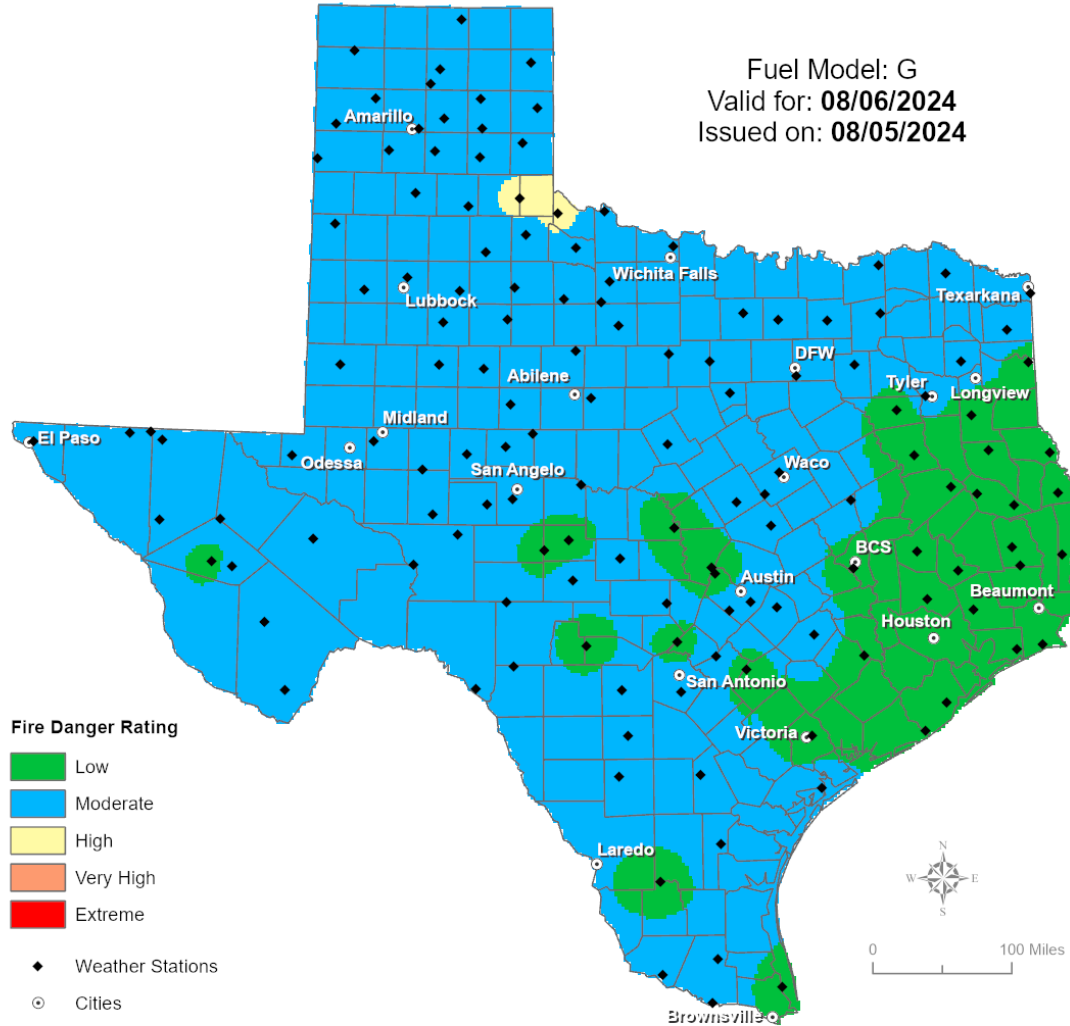 Fuel Model: G
Valid for: 08/06/2024
Issued on: 08/05/2024
Amarillo
Wichita Falls
Lubbock
Texarkana
DFW
Abilene
Tyler
Longview
Midland
El Paso
Odessa
San Angelo
Waco
BCS
Austin
Beaumont
Houston
San Antonio
Victoria
Laredo
Brownsville
Fire Danger Rating
Low
Moderate
High
Very High
Extreme
Weather Stations
Cities
N
W
E
S
0
100 Miles